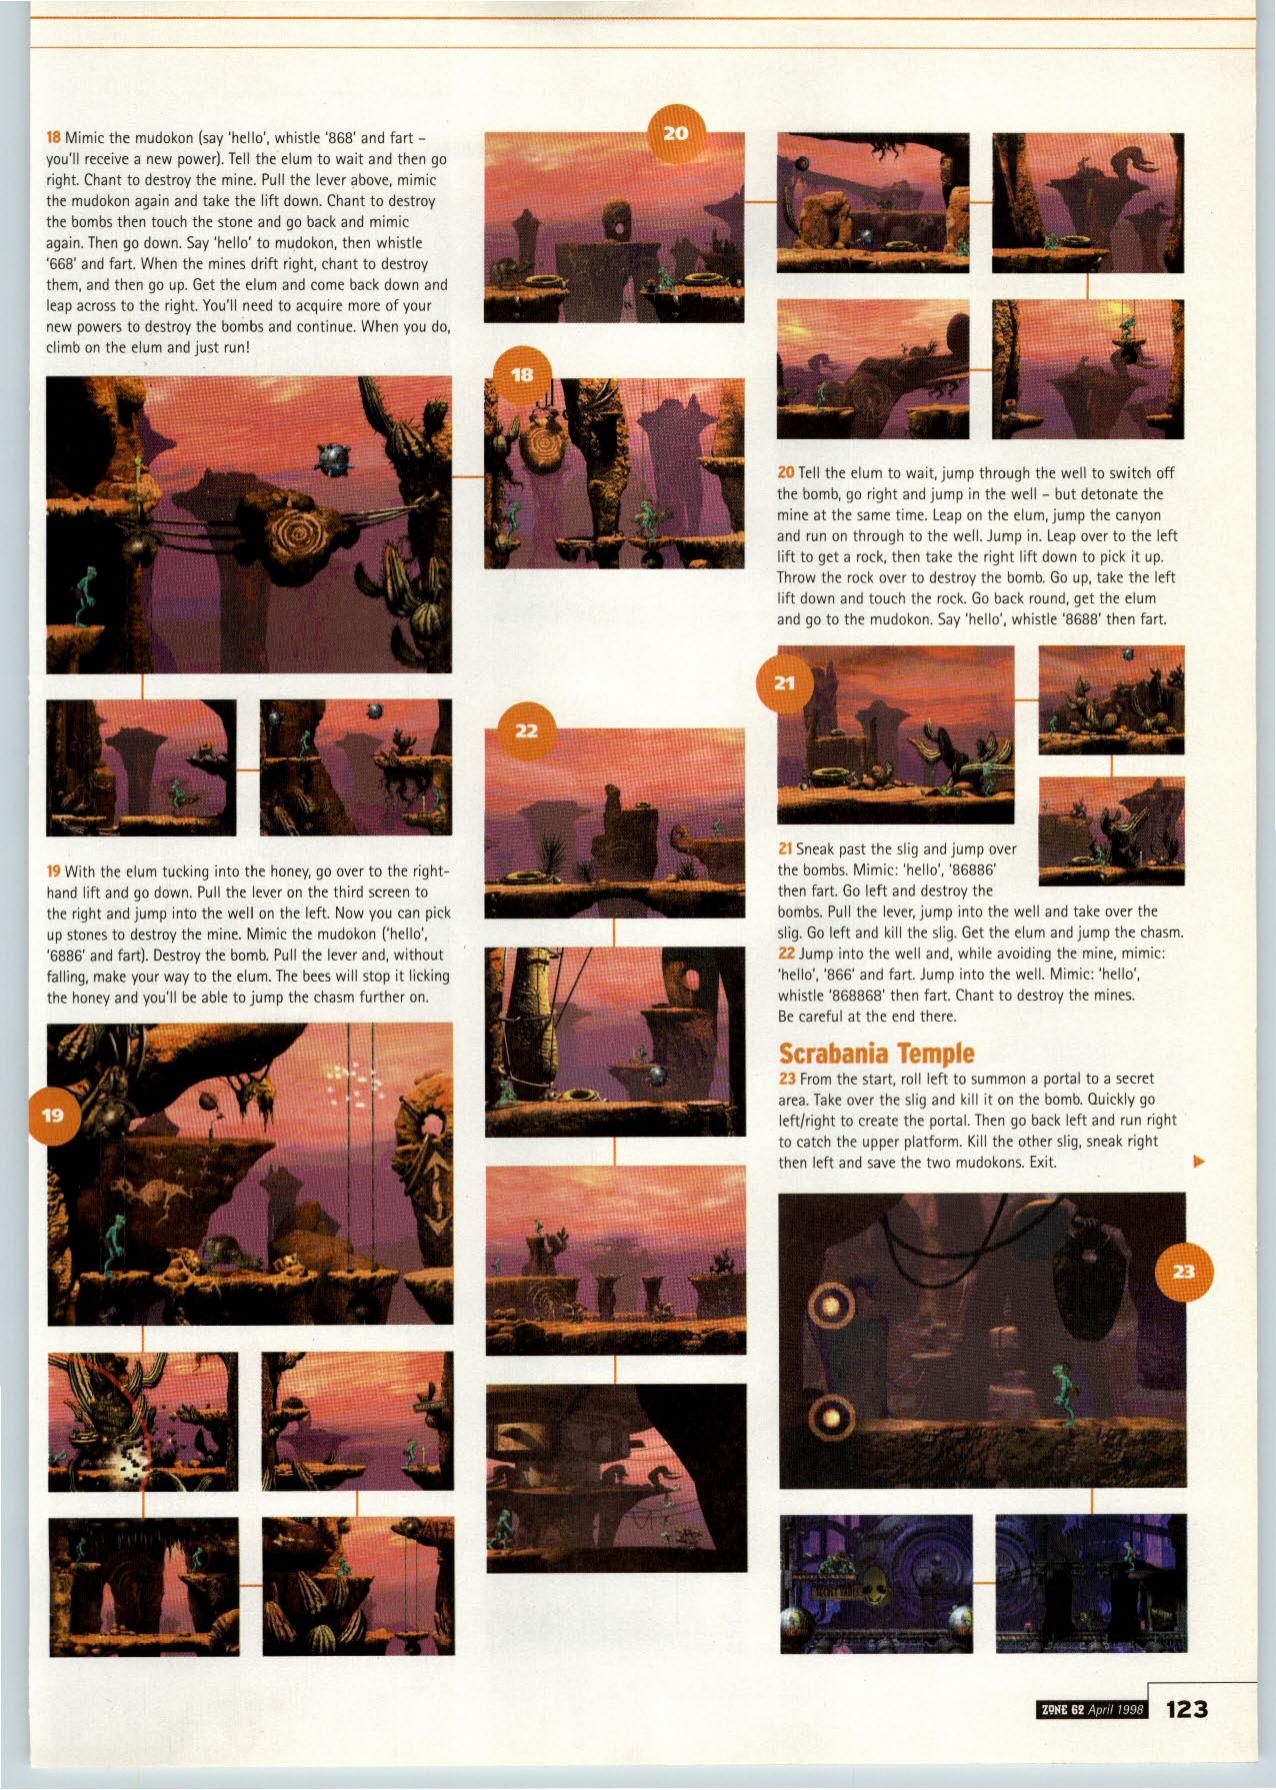 18 Mimic the mudokon (say 'hello', whistle '868' and fart –
you'll receive a new power). Tell the elum to wait and then go
right. Chant to destroy the mine. Pull the lever above, mimic
the mudokon again and take the lift down. Chant to destroy
the bombs then touch the stone and go back and mimic
again. Then go down. Say 'hello' to mudokon, then whistle
'668' and fart. When the mines drift right, chant to destroy
them, and then go up. Get the elum and come back down and
leap across to the right. You'll need to acquire more of your
new powers to destroy the bombs and continue. When you do,
climb on the elum and just run!
19 With the elum tucking into the honey, go over to the right-
hand lift and go down. Pull the lever on the third screen to
the right and jump into the well on the left. Now you can pick
up stones to destroy the mine. Mimic the mudokon ('hello',
'6886' and fart). Destroy the bomb. Pull the lever and, without
falling, make your way to the elum. The bees will stop it licking
the honey and you'll be able to jump the chasm further on.
19
20
18
22
20 Tell the elum to wait, jump through the well to switch off
the bomb, go right and jump in the well – but detonate the
mine at the same time. Leap on the elum, jump the canyon
and run on through to the well. Jump in. Leap over to the left
lift to get a rock, then take the right lift down to pick it up.
Throw the rock over to destroy the bomb. Go up, take the left
lift down and touch the rock. Go back round, get the elum
and go to the mudokon. Say 'hello', whistle '8688' then fart.
21
21 Sneak past the slig and jump over
the bombs. Mimic: 'hello', '86886'
then fart. Go left and destroy the
bombs. Pull the lever, jump into the well and take over the
slig. Go left and kill the slig. Get the elum and jump the chasm.
22 Jump into the well and, while avoiding the mine, mimic:
'hello', '866' and fart. Jump into the well. Mimic: 'hello',
whistle '868868' then fart. Chant to destroy the mines.
Be careful at the end there.
Scrabania Temple
23 From the start, roll left to summon a portal to a secret
area. Take over the slig and kill it on the bomb. Quickly go
left/right to create the portal. Then go back left and run right
to catch the upper platform. Kill the other slig, sneak right
then left and save the two mudokons. Exit.
23
ZONE 62 April 1998 123